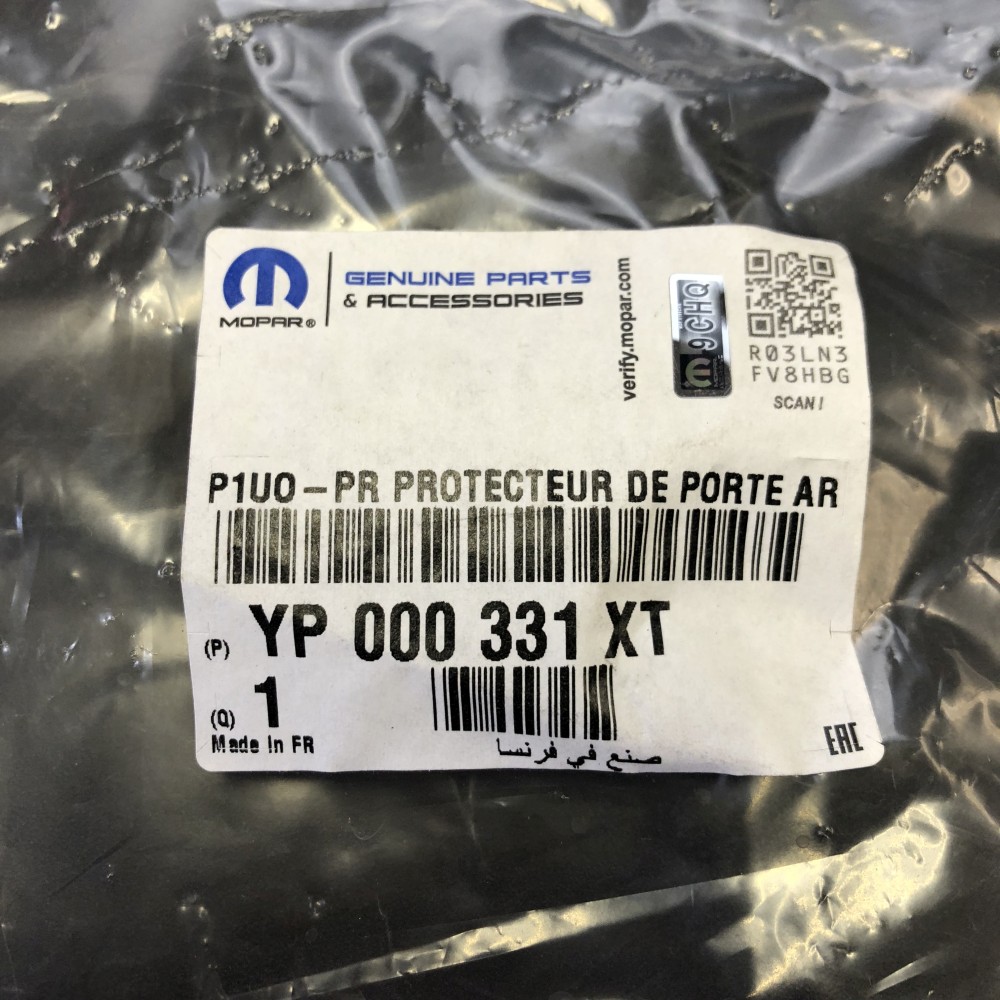 MOPAR®
GENUINE PARTS
& ACCESSORIES
verify.mopar.com
9CHQ
MOPAR
R03LN3
FV8HBG
SCAN!
P1UO - PR PROTECTEUR DE PORTE AR
(P) YP 000 331 XT
(Q) 1
Made In FR
صنع في فرنسا
EAC